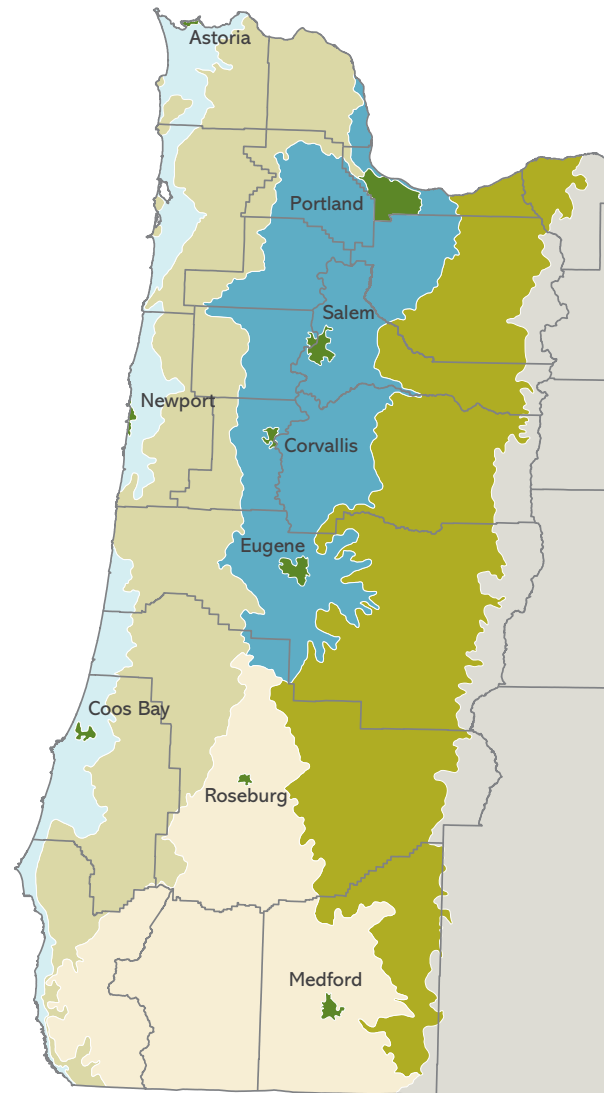 Astoria
Portland
Salem
Newport
Corvallis
Eugene
Coos Bay
Roseburg
Medford